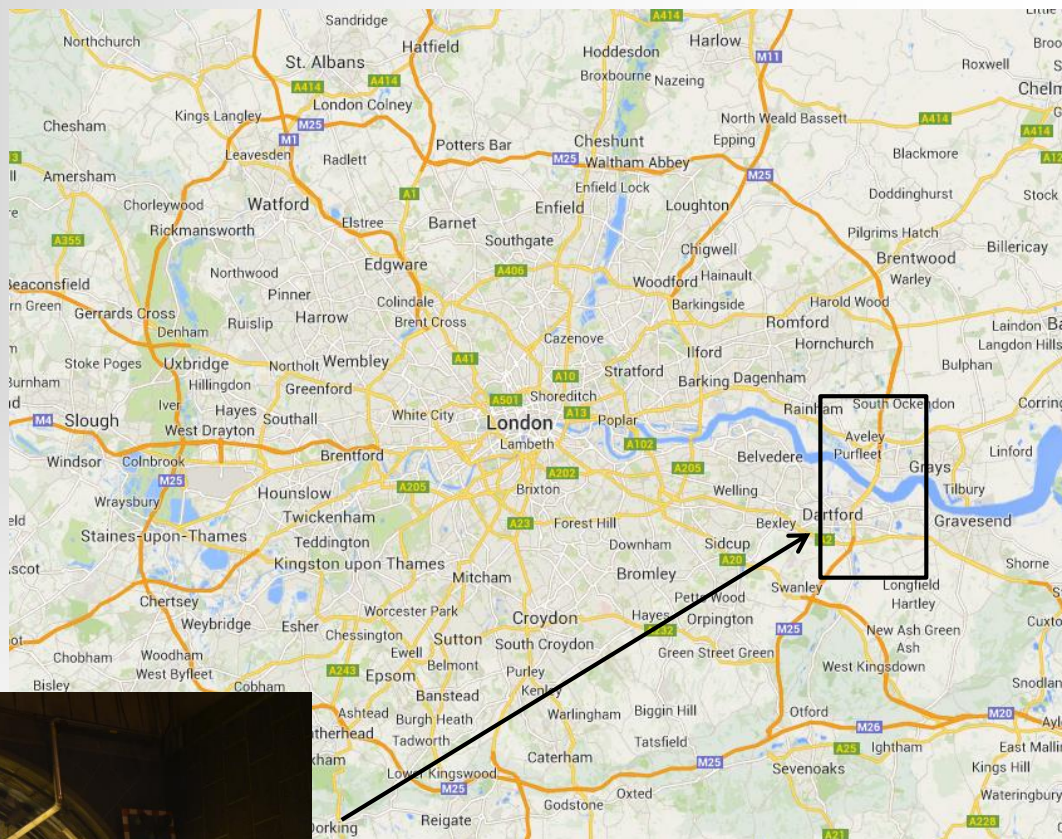 A414
Sandridge
Northchurch
Hatfield
Hoddesdon
Harlow
M11
St. Albans
Broxbourne
Nazeing
Roxwell
A414
A414
London Colney
Kings Langley
M25
North Weald Bassett
A414
Chesham
M1
Potters Bar
Cheshunt
Epping
A414
Leavesden
Radlett
M25
Waltham Abbey
Blackmore
Amersham
M25
Enfield Lock
Doddinghurst
Stock
Chorleywood
Watford
A1
Enfield
Loughton
Rickmansworth
Elstree
Barnet
Pilgrims Hatch
A355
Southgate
Chigwell
Brentwood
Billericay
Edgware
A406
Hainault
Warley
Northwood
Woodford
Pinner
Colindale
Barkingside
Harold Wood
Gerrards Cross
Ruislip
Harrow
Brent Cross
Romford
Denham
Cazenove
Hornchurch
Langdon Hills
Stoke Poges
Uxbridge
Northolt
Wembley
A41
Ilford
Bulphan
Hillingdon
Greenford
A10
Stratford
Barking
Dagenham
Iver
Hayes
Southall
White City
A501
Shoreditch
Rainham
South Ockendon
M4
Slough
West Drayton
London
A13
Poplar
Aveley
Windsor
Colnbrook
Brentford
Lambeth
A102
Belvedere
Purfleet
Linford
M25
A205
A202
A205
Grays
Wraysbury
Hounslow
Brixton
Welling
Tilbury
Twickenham
A23
Forest Hill
Bexley
Dartford
Gravesend
Staines-upon-Thames
Teddington
Downham
Sidcup
A2
Kingston upon Thames
A20
Shorne
Mitcham
Bromley
Swanley
Longfield
Chertsey
Petts Wood
Hartley
Worcester Park
Croydon
Hayes
Orpington
Weybridge
Esher
Chessington
Sutton
M25
New Ash Green
Ewell
South Croydon
Green Street Green
Ash
Chobham
Woodham
A243
Belmont
West Kingsdown
West Byfleet
Epsom
Purley
Bisley
Cobham
Banstead
Kenley
Ashtead
Burgh Heath
Warlingham
Biggin Hill
Otford
M20
Tadworth
Tatsfield
M26
Caterham
M25
A25
Ightham
Lower Kingswood
Sevenoaks
Kings Hill
M25
Oxted
Dorking
Reigate
Godstone
Wateringbury
A21
A228